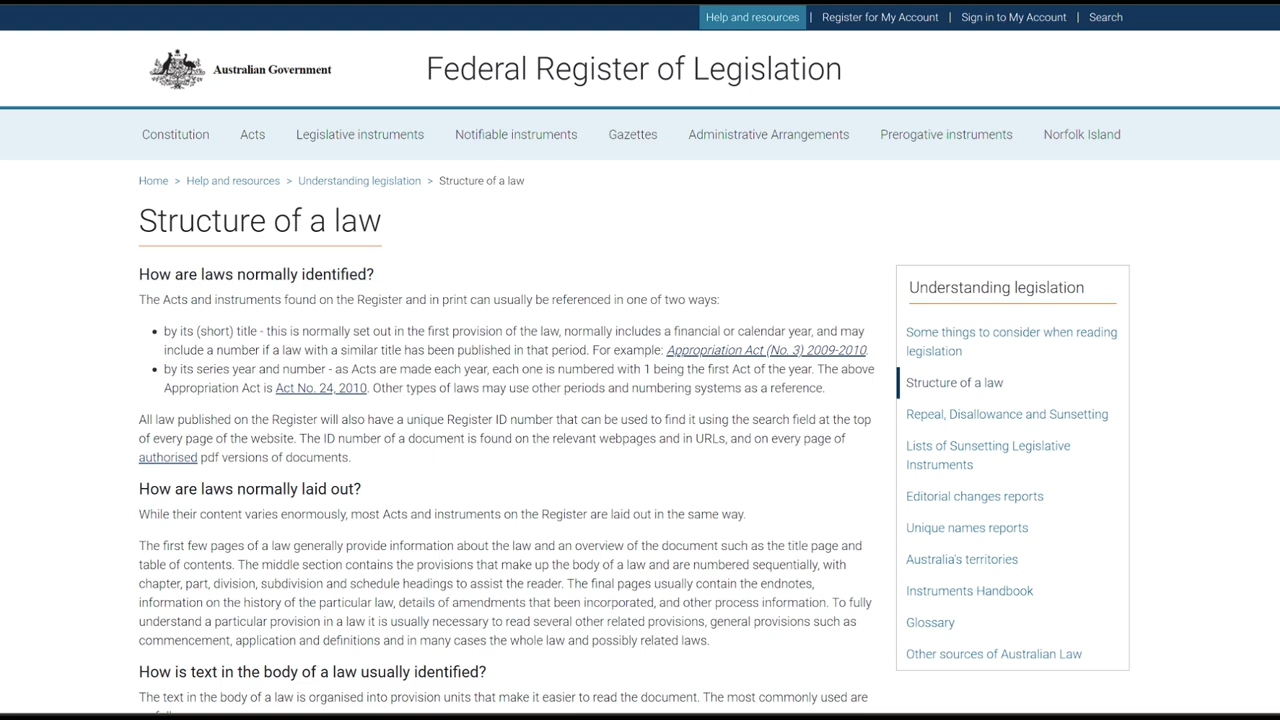 Help and resources | Register for My Account | Sign in to My Account | Search
Australian Government
Federal Register of Legislation
Constitution Acts Legislative instruments Notifiable instruments Gazettes Administrative Arrangements Prerogative instruments Norfolk Island
Home > Help and resources > Understanding legislation > Structure of a law
Structure of a law
How are laws normally identified?
The Acts and instruments found on the Register and in print can usually be referenced in one of two ways:
• by its (short) title - this is normally set out in the first provision of the law, normally includes a financial or calendar year, and may
include a number if a law with a similar title has been published in that period. For example: Appropriation Act (No. 3) 2009-2010.
• by its series year and number - as Acts are made each year, each one is numbered with 1 being the first Act of the year. The above
Appropriation Act is Act No. 24, 2010. Other types of laws may use other periods and numbering systems as a reference.
All law published on the Register will also have a unique Register ID number that can be used to find it using the search field at the top
of every page of the website. The ID number of a document is found on the relevant webpages and in URLs, and on every page of
authorised pdf versions of documents.
How are laws normally laid out?
While their content varies enormously, most Acts and instruments on the Register are laid out in the same way.
The first few pages of a law generally provide information about the law and an overview of the document such as the title page and
table of contents. The middle section contains the provisions that make up the body of a law and are numbered sequentially, with
chapter, part, division, subdivision and schedule headings to assist the reader. The final pages usually contain the endnotes,
information on the history of the particular law, details of amendments that been incorporated, and other process information. To fully
understand a particular provision in a law it is usually necessary to read several other related provisions, general provisions such as
commencement, application and definitions and in many cases the whole law and possibly related laws.
How is text in the body of a law usually identified?
The text in the body of a law is organised into provision units that make it easier to read the document. The most commonly used are
Understanding legislation
Some things to consider when reading
legislation
Structure of a law
Repeal, Disallowance and Sunsetting
Lists of Sunsetting Legislative
Instruments
Editorial changes reports
Unique names reports
Australia's territories
Instruments Handbook
Glossary
Other sources of Australian Law